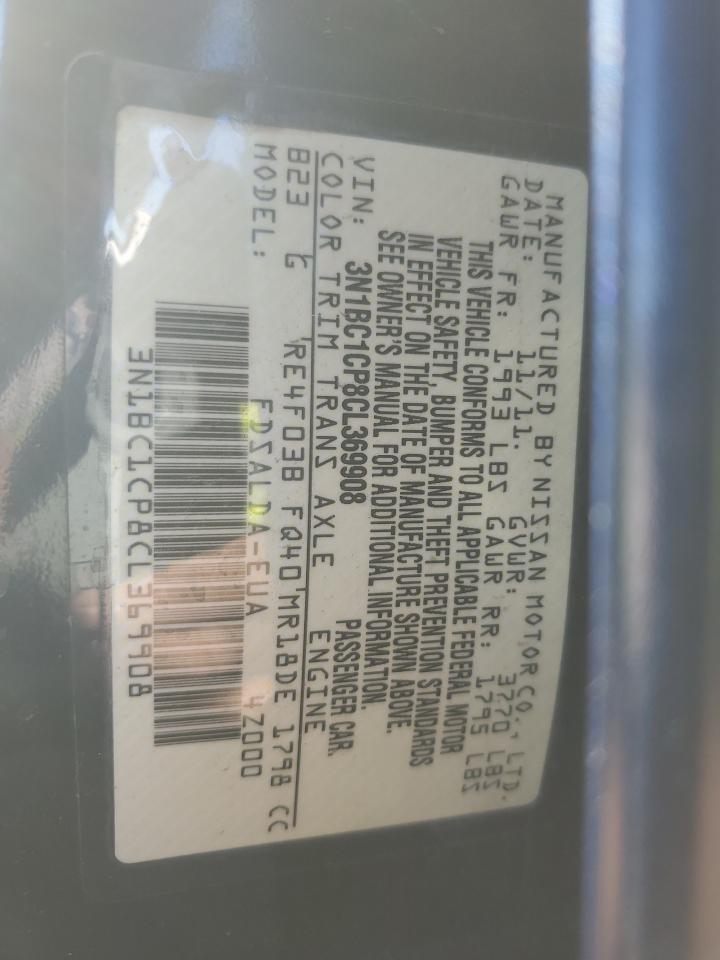 MANUFACTURED BY NISSAN MOTOR CO., LTD.
DATE: 11/11. GVWR: 3770 LBS
GAWR FR: 1993 LBS GAWR RR: 1795 LBS
THIS VEHICLE CONFORMS TO ALL APPLICABLE FEDERAL MOTOR
VEHICLE SAFETY, BUMPER AND THEFT PREVENTION STANDARDS
IN EFFECT ON THE DATE OF MANUFACTURE SHOWN ABOVE.
SEE OWNER'S MANUAL FOR ADDITIONAL INFORMATION.
VIN: 3N1BC1CP8CL369908 PASSENGER CAR
COLOR TRIM TRANS AXLE ENGINE
B23 G RE4F03B FQ40 MR18DE 1798 CC
MODEL: FDSALDA-EUA 4Z000
3N1BC1CP8CL369908